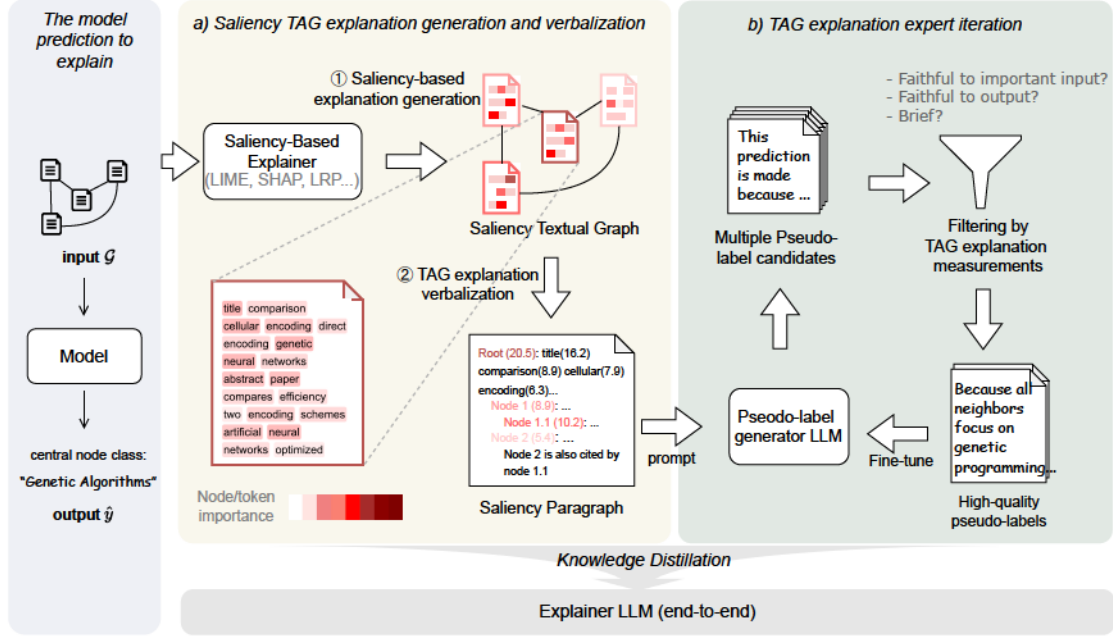 The model
prediction to
explain
input 𝒢
Model
central node class:
"Genetic Algorithms"
output ŷ
a) Saliency TAG explanation generation and verbalization
① Saliency-based
explanation generation
Saliency-Based
Explainer
(LIME, SHAP, LRP...)
Saliency Textual Graph
② TAG explanation
verbalization
title comparison
cellular encoding direct
encoding genetic
neural networks
abstract paper
compares efficiency
two encoding schemes
artificial neural
networks optimized
Node/token
importance
Root (20.5): title(16.2)
comparison(8.9) cellular(7.9)
encoding(6.3)...
Node 1 (8.9): ...
Node 1.1 (10.2): ...
Node 2 (5.4): ...
Node 2 is also cited by
node 1.1
Saliency Paragraph
prompt
b) TAG explanation expert iteration
- Faithful to important input?
- Faithful to output?
- Brief?
This
prediction
is made
because ...
Multiple Pseudo-
label candidates
Filtering by
TAG explanation
measurements
Pseudo-label
generator LLM
Fine-tune
Because all
neighbors
focus on
genetic
programming...
High-quality
pseudo-labels
Knowledge Distillation
Explainer LLM (end-to-end)